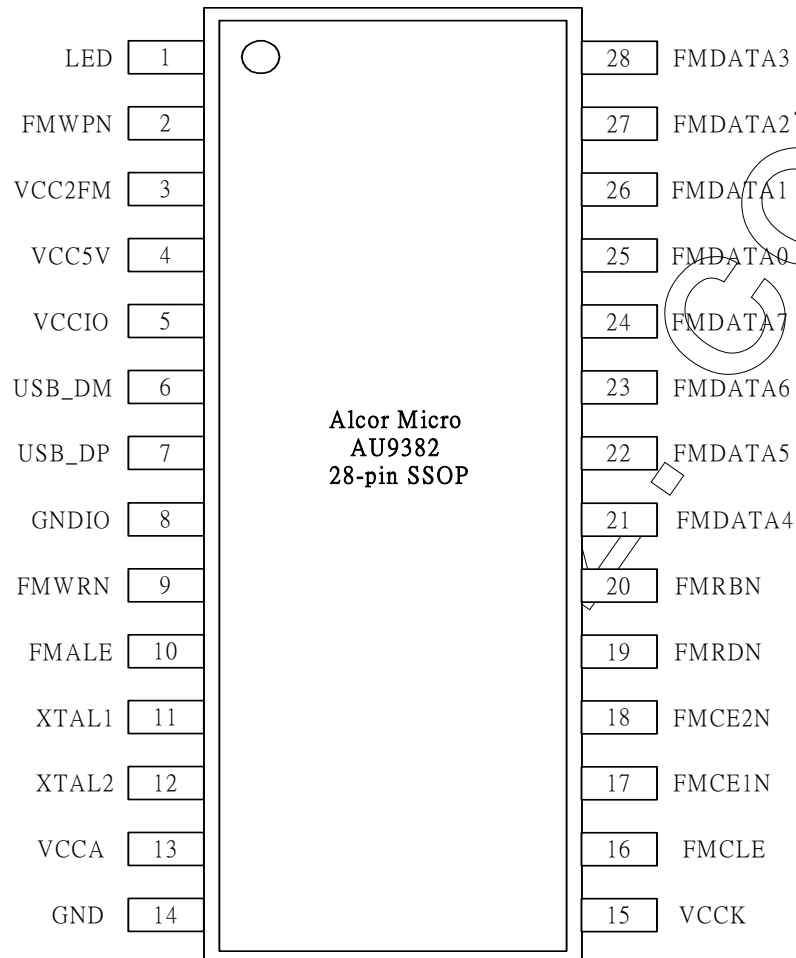 LED 1 28 FMDATA3
FMWPN 2 27 FMDATA2
VCC2FM 3 26 FMDATA1
VCC5V 4 25 FMDATA0
VCCIO 5 24 FMDATA7
USB_DM 6 23 FMDATA6
Alcor Micro
AU9382
28-pin SSOP
USB_DP 7 22 FMDATA5
GNDIO 8 21 FMDATA4
FMWRN 9 20 FMRBN
FMALE 10 19 FMRDN
XTAL1 11 18 FMCE2N
XTAL2 12 17 FMCE1N
VCCA 13 16 FMCLE
GND 14 15 VCCK